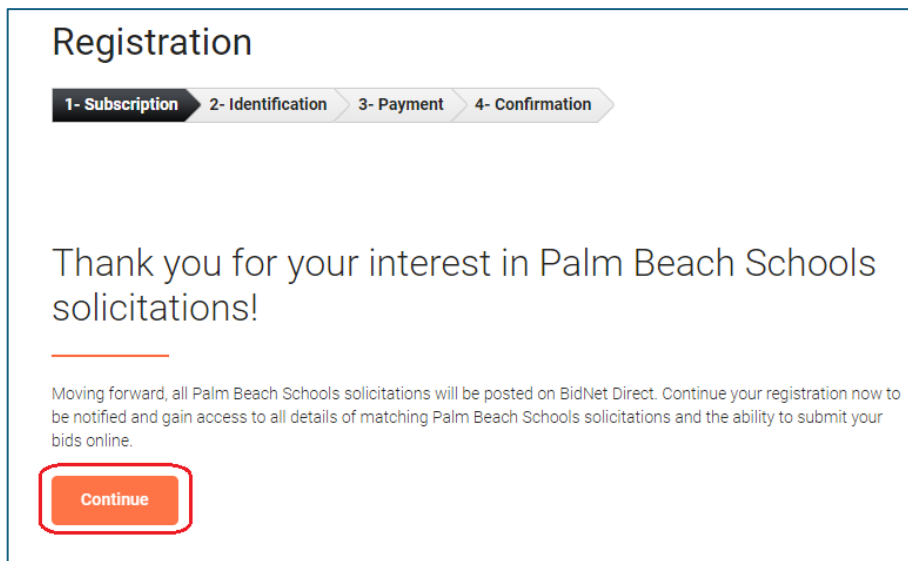 Registration
1- Subscription 2- Identification 3- Payment 4- Confirmation
Thank you for your interest in Palm Beach Schools
solicitations!
Moving forward, all Palm Beach Schools solicitations will be posted on BidNet Direct. Continue your registration now to
be notified and gain access to all details of matching Palm Beach Schools solicitations and the ability to submit your
bids online.
Continue